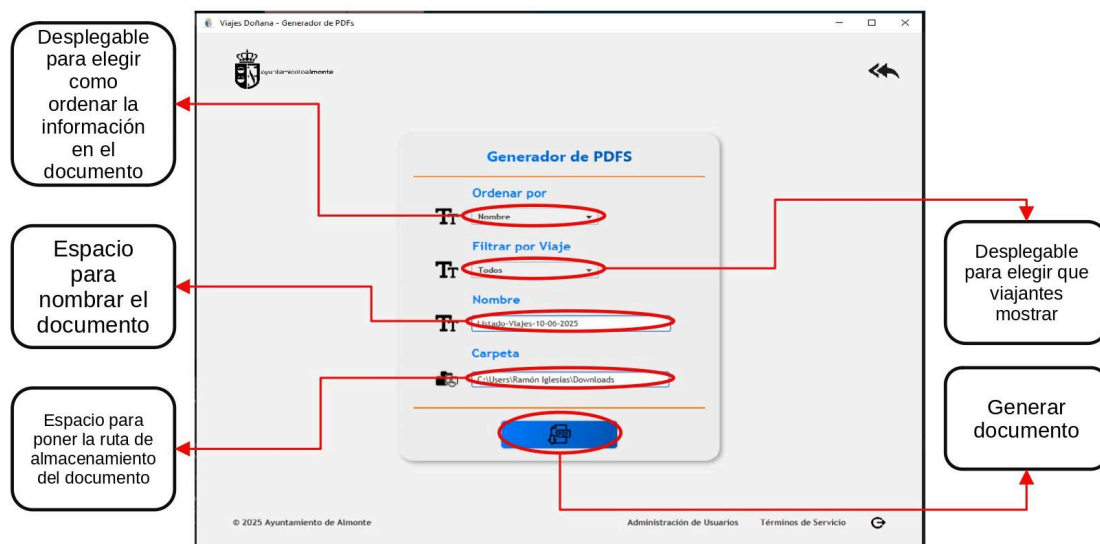 Viajes Doñana - Generador de PDFs
ayuntamientoalmonte
Desplegable
para elegir
como
ordenar la
información
en el
documento
Espacio
para
nombrar el
documento
Espacio para
poner la ruta de
almacenamiento
del documento
Generador de PDFS
Ordenar por
Nombre
Filtrar por Viaje
Todos
Nombre
Listado-Viajes-10-06-2025
Carpeta
C:\Users\Ramón Iglesias\Downloads
PDF
Desplegable
para elegir que
viajantes
mostrar
Generar
documento
© 2025 Ayuntamiento de Almonte
Administración de Usuarios
Términos de Servicio